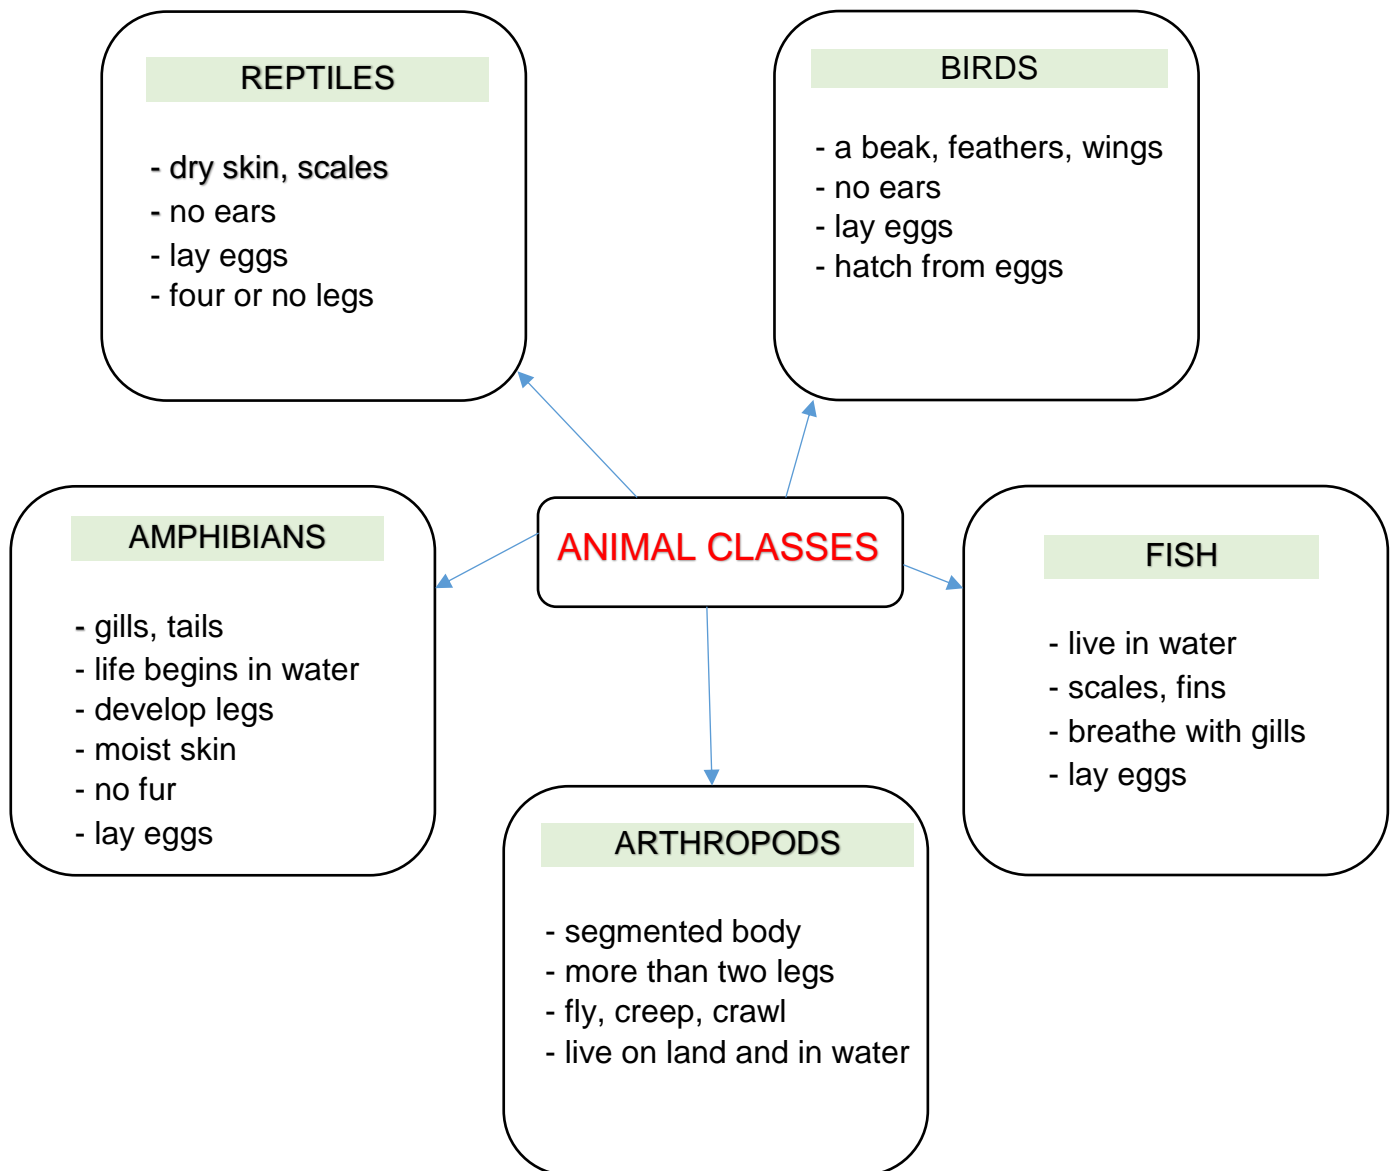 REPTILES
- dry skin, scales
- no ears
- lay eggs
- four or no legs
BIRDS
- a beak, feathers, wings
- no ears
- lay eggs
- hatch from eggs
ANIMAL CLASSES
AMPHIBIANS
- gills, tails
- life begins in water
- develop legs
- moist skin
- no fur
- lay eggs
FISH
- live in water
- scales, fins
- breathe with gills
- lay eggs
ARTHROPODS
- segmented body
- more than two legs
- fly, creep, crawl
- live on land and in water